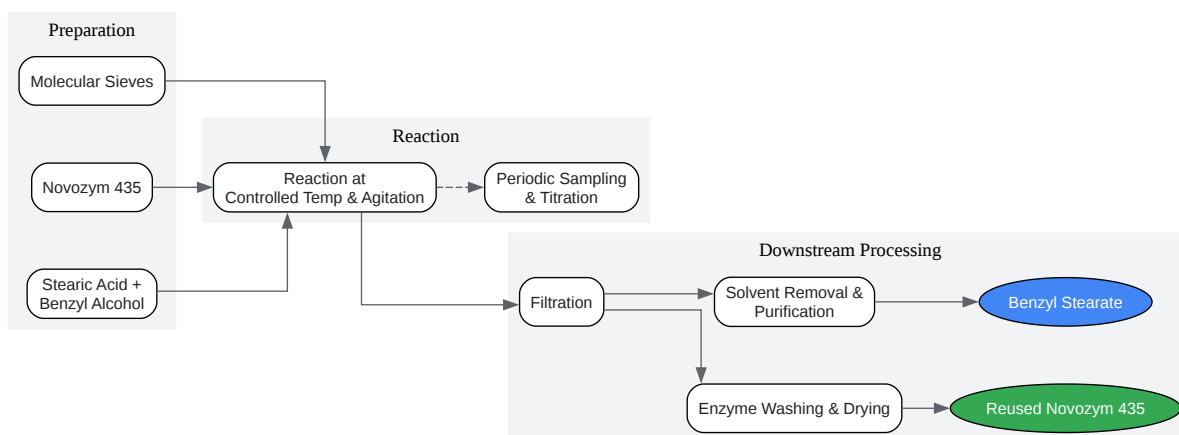 Preparation
Molecular Sieves
Novozym 435
Stearic Acid +
Benzyl Alcohol
Reaction
Reaction at
Controlled Temp & Agitation
Periodic Sampling
& Titration
Downstream Processing
Filtration
Solvent Removal &
Purification
Benzyl Stearate
Enzyme Washing & Drying
Reused Novozym 435